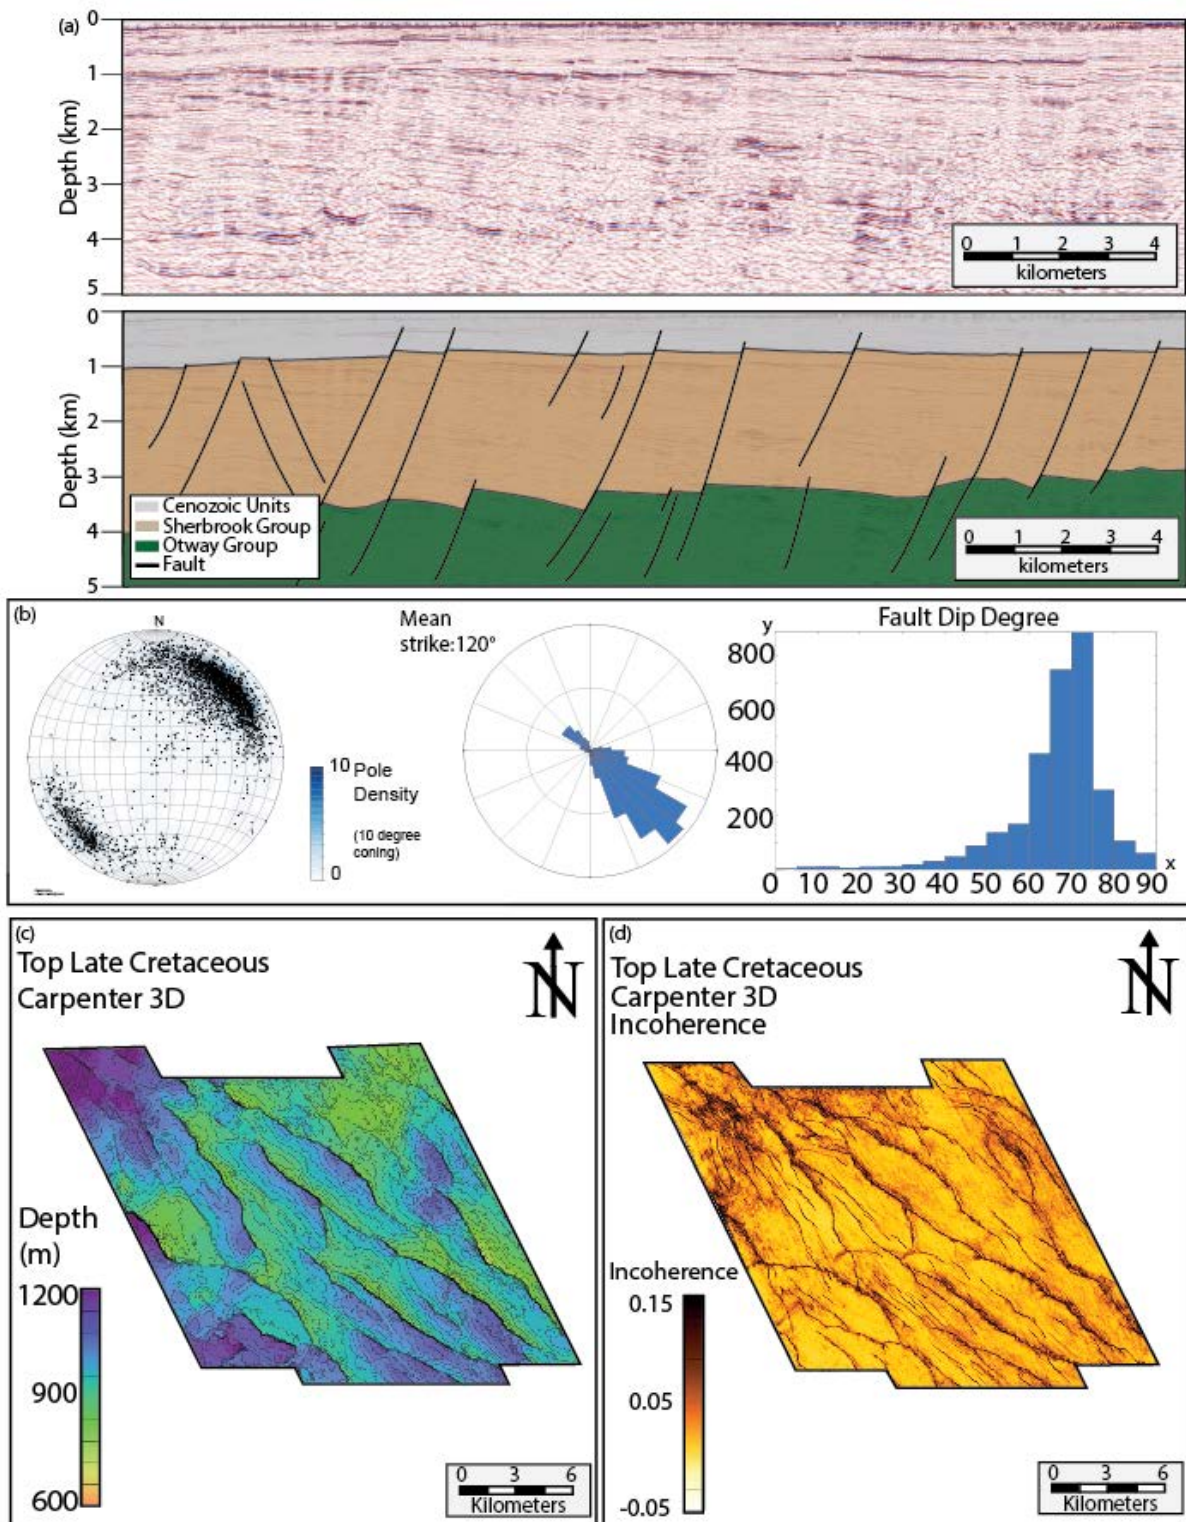 (a)
0
1
2
3
4
5
Depth (km)
0 1 2 3 4
kilometers
0
1
2
3
4
5
Depth (km)
Cenozoic Units
Sherbrook Group
Otway Group
Fault
0 1 2 3 4
kilometers
(b)
N
10 Pole
Density
(10 degree
coning)
0
Mean
strike:120°
Fault Dip Degree
y
800
600
400
200
x
0 10 20 30 40 50 60 70 80 90
(c)
Top Late Cretaceous
Carpenter 3D
N
Depth
(m)
1200
900
600
0 3 6
Kilometers
(d)
Top Late Cretaceous
Carpenter 3D
Incoherence
N
Incoherence
0.15
0.05
-0.05
0 3 6
Kilometers